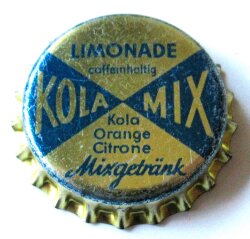 LIMONADE
coffeinhaltig
KOLA MIX
Kola
Orange
Citrone
Mixgetränk